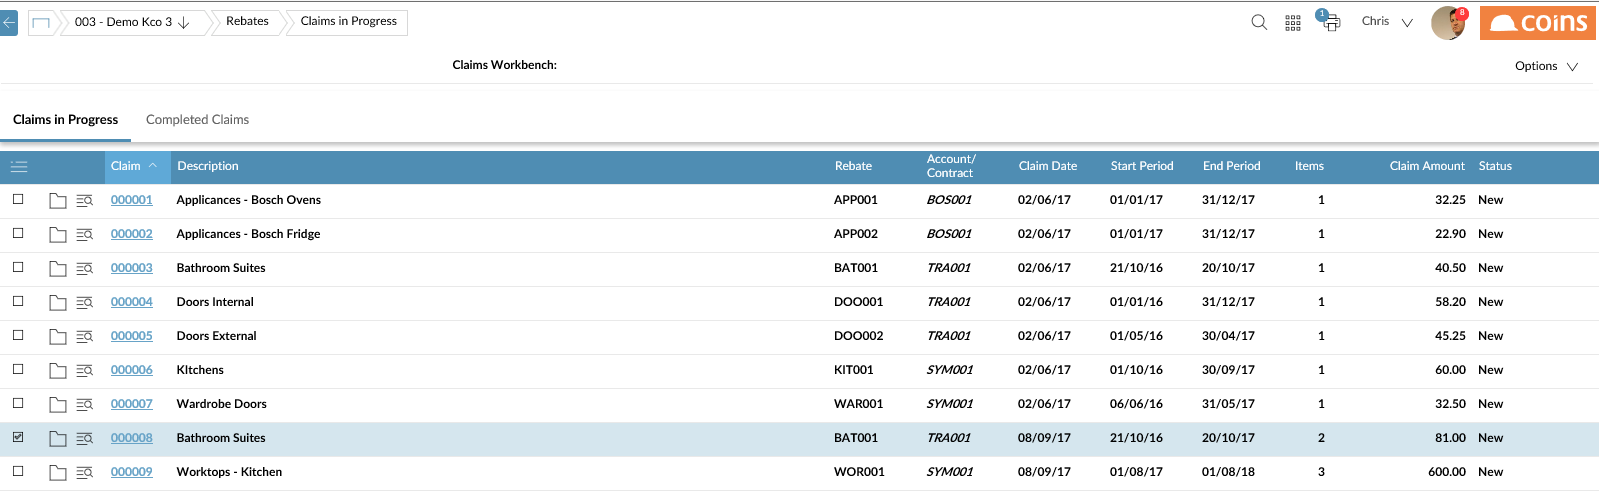 003 - Demo Kco 3 Rebates Claims in Progress 1 Chris 8 coins
Claims Workbench: Options
Claims in Progress Completed Claims
Claim Description Rebate Account/ Contract Claim Date Start Period End Period Items Claim Amount Status
000001 Applicances - Bosch Ovens APP001 BOS001 02/06/17 01/01/17 31/12/17 1 32.25 New
000002 Applicances - Bosch Fridge APP002 BOS001 02/06/17 01/01/17 31/12/17 1 22.90 New
000003 Bathroom Suites BAT001 TRA001 02/06/17 21/10/16 20/10/17 1 40.50 New
000004 Doors Internal DOO001 TRA001 02/06/17 01/01/16 31/12/17 1 58.20 New
000005 Doors External DOO002 TRA001 02/06/17 01/05/16 30/04/17 1 45.25 New
000006 KItchens KIT001 SYM001 02/06/17 01/10/16 30/09/17 1 60.00 New
000007 Wardrobe Doors WAR001 SYM001 02/06/17 06/06/16 31/05/17 1 32.50 New
000008 Bathroom Suites BAT001 TRA001 08/09/17 21/10/16 20/10/17 2 81.00 New
000009 Worktops - Kitchen WOR001 SYM001 08/09/17 01/08/17 01/08/18 3 600.00 New